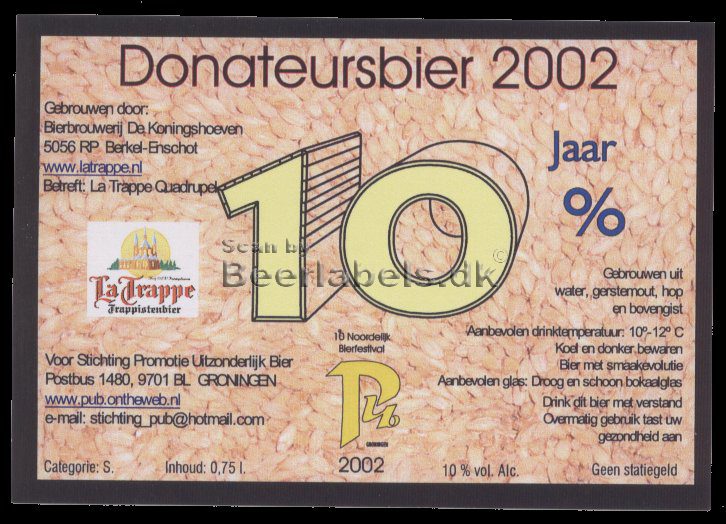 Donateursbier 2002
Gebrouwen door:
Bierbrouwerij De Koningshoeven
5056 RP Berkel-Enschot
www.latrappe.nl
Betreft: La Trappe Quadrupel
10
Jaar
%
La Trappe
Trappistenbier
Scan by
Beerlabels.dk©
Gebrouwen uit
water, gerstemout, hop
en bovengist
Aanbevolen drinktemperatuur: 10º-12º C
Koel en donker bewaren
Bier met smaakevolutie
Aanbevolen glas: Droog en schoon bokaalglas
Drink dit bier met verstand
Overmatig gebruik tast uw
gezondheid aan
Voor Stichting Promotie Uitzonderlijk Bier
Postbus 1480, 9701 BL GRONINGEN
www.pub.ontheweb.nl
e-mail: stichting_pub@hotmail.com
10 Noordelijk
Bierfestival
Pub
GRONINGEN
2002
Categorie: S.
Inhoud: 0,75 l.
10 % vol. Alc.
Geen statiegeld